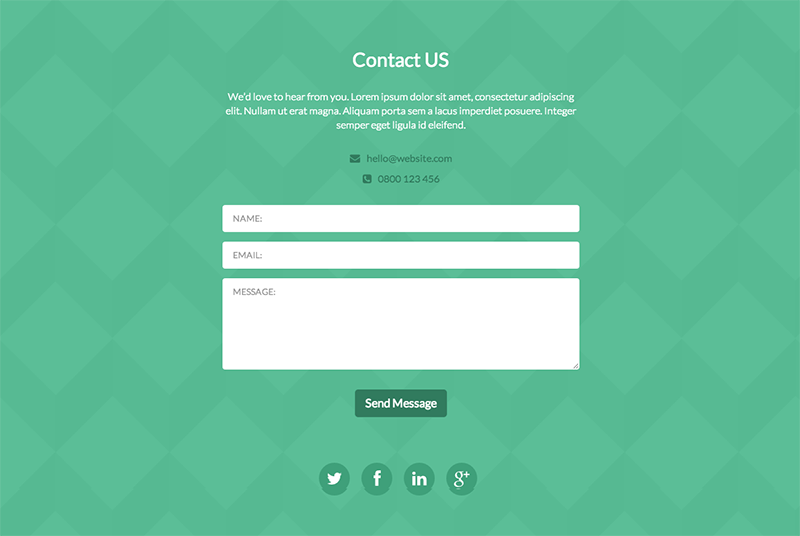 Contact US
We'd love to hear from you. Lorem ipsum dolor sit amet, consectetur adipiscing
elit. Nullam ut erat magna. Aliquam porta sem a lacus imperdiet posuere. Integer
semper eget ligula id eleifend.
hello@website.com
0800 123 456
NAME:
EMAIL:
MESSAGE:
Send Message
f in g+